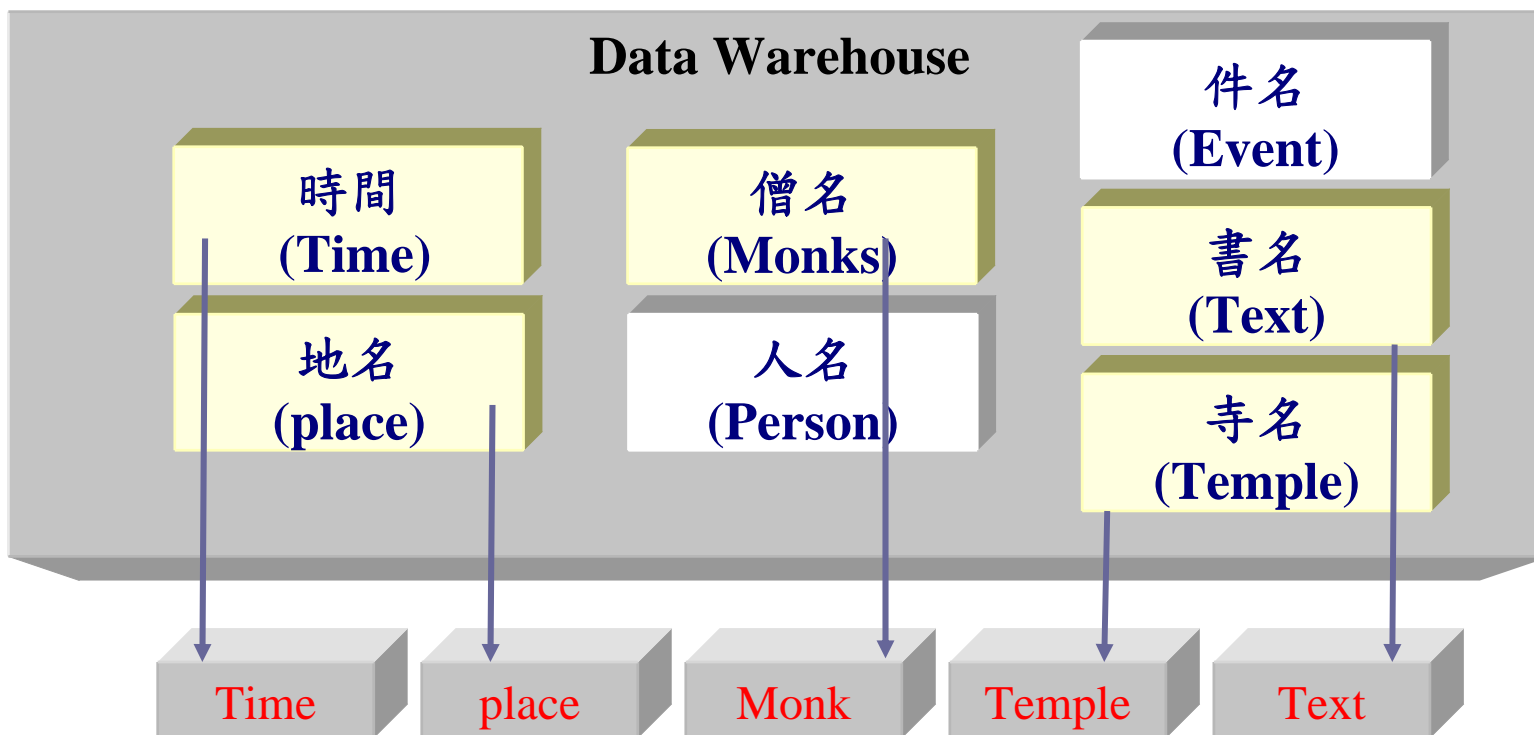 Data Warehouse
時間
(Time)
地名
(place)
僧名
(Monks)
人名
(Person)
件名
(Event)
書名
(Text)
寺名
(Temple)
Time
place
Monk
Temple
Text